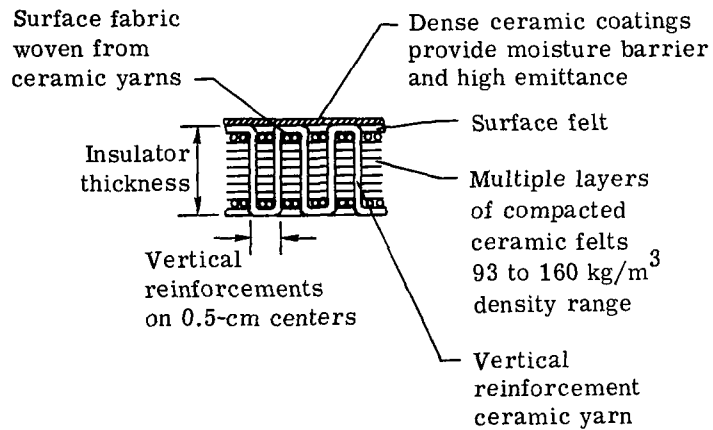 Surface fabric
woven from
ceramic yarns
Dense ceramic coatings
provide moisture barrier
and high emittance
Surface felt
Insulator
thickness
Multiple layers
of compacted
ceramic felts
93 to 160 kg/m³
density range
Vertical
reinforcements
on 0.5-cm centers
Vertical
reinforcement
ceramic yarn